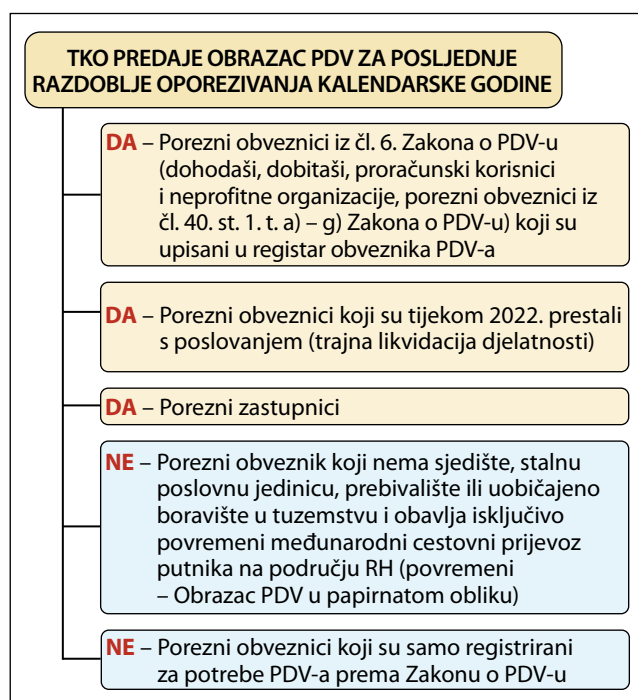 TKO PREDAJE OBRAZAC PDV ZA POSLJEDNJE
RAZDOBLJE OPOREZIVANJA KALENDARSKE GODINE
DA – Porezni obveznici iz čl. 6. Zakona o PDV-u
(dohodaši, dobitaši, proračunski korisnici
i neprofitne organizacije, porezni obveznici iz
čl. 40. st. 1. t. a) – g) Zakona o PDV-u) koji su
upisani u registar obveznika PDV-a
DA – Porezni obveznici koji su tijekom 2022. prestali
s poslovanjem (trajna likvidacija djelatnosti)
DA – Porezni zastupnici
NE – Porezni obveznik koji nema sjedište, stalnu
poslovnu jedinicu, prebivalište ili uobičajeno
boravište u tuzemstvu i obavlja isključivo
povremeni međunarodni cestovni prijevoz
putnika na području RH (povremeni
– Obrazac PDV u papirnatom obliku)
NE – Porezni obveznici koji su samo registrirani
za potrebe PDV-a prema Zakonu o PDV-u